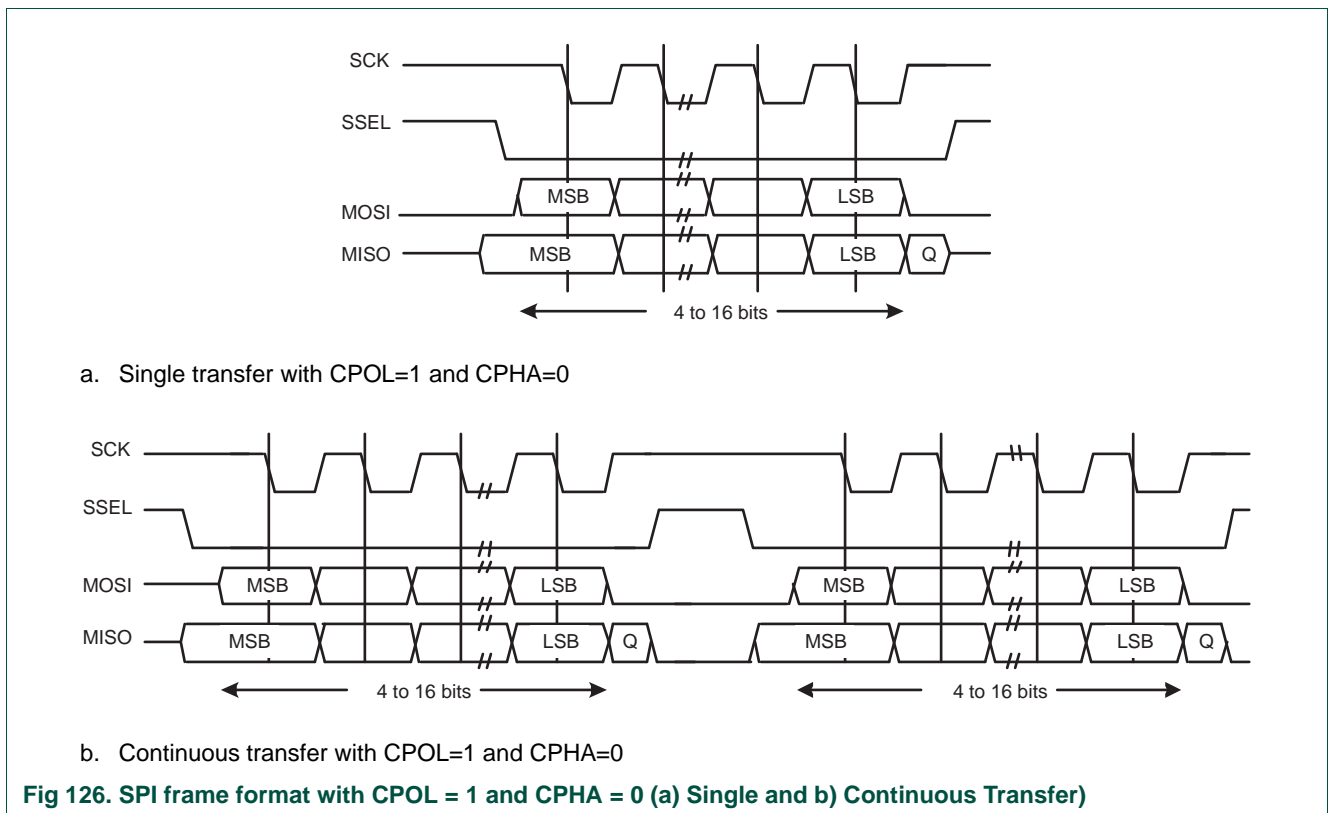 SCK
SSEL
MSB LSB
MOSI
MISO MSB LSB Q
4 to 16 bits
a. Single transfer with CPOL=1 and CPHA=0
SCK
SSEL
MOSI MSB LSB MSB LSB
MISO MSB LSB Q MSB LSB Q
4 to 16 bits 4 to 16 bits
b. Continuous transfer with CPOL=1 and CPHA=0
Fig 126. SPI frame format with CPOL = 1 and CPHA = 0 (a) Single and b) Continuous Transfer)